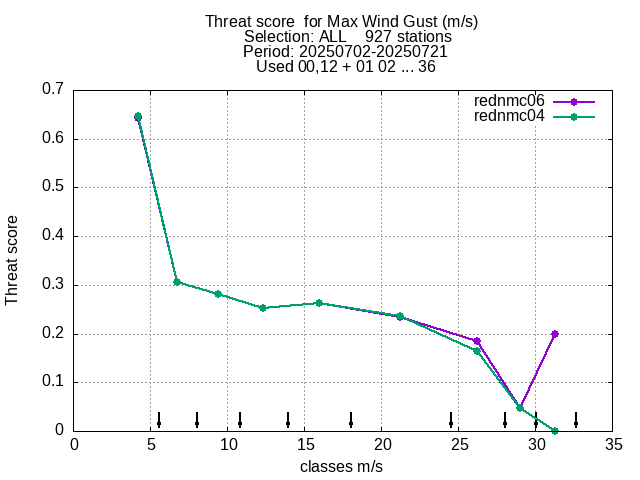 Threat score  for Max Wind Gust (m/s)
Selection: ALL    927 stations
Period: 20250702-20250721
Used 00,12 + 01 02 ... 36
rednmc06
rednmc04
0.7
0.6
0.5
0.4
0.3
0.2
0.1
0
Threat score
0 5 10 15 20 25 30 35
classes m/s